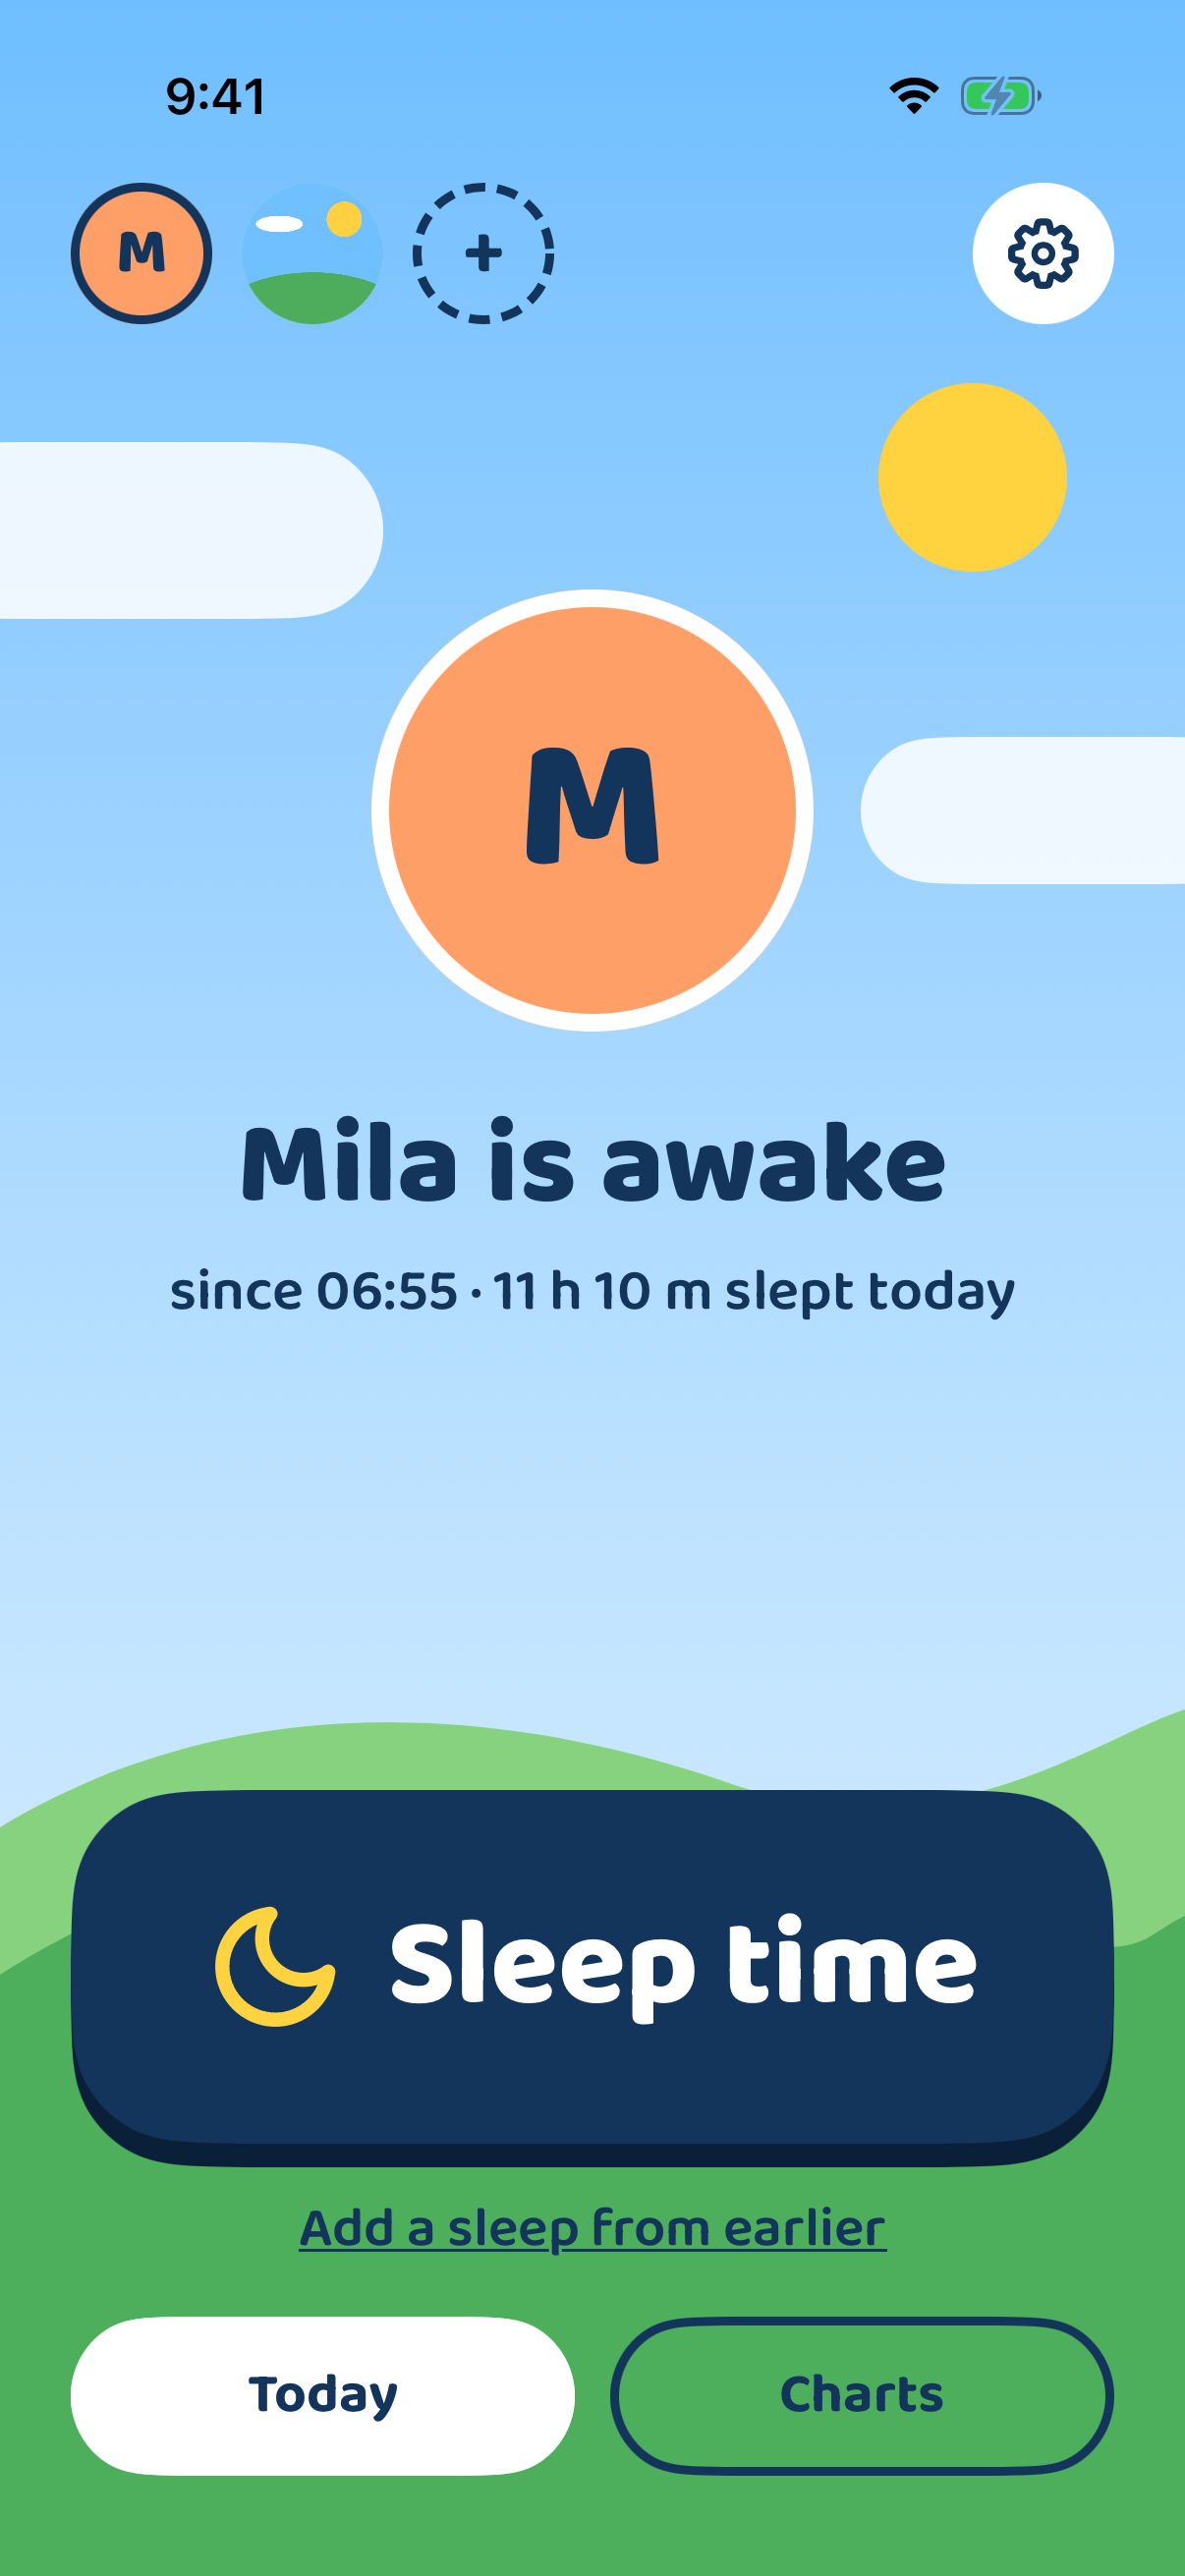 9:41
M
+
M
Mila is awake
since 06:55 · 11 h 10 m slept today
Sleep time
Add a sleep from earlier
Today
Charts